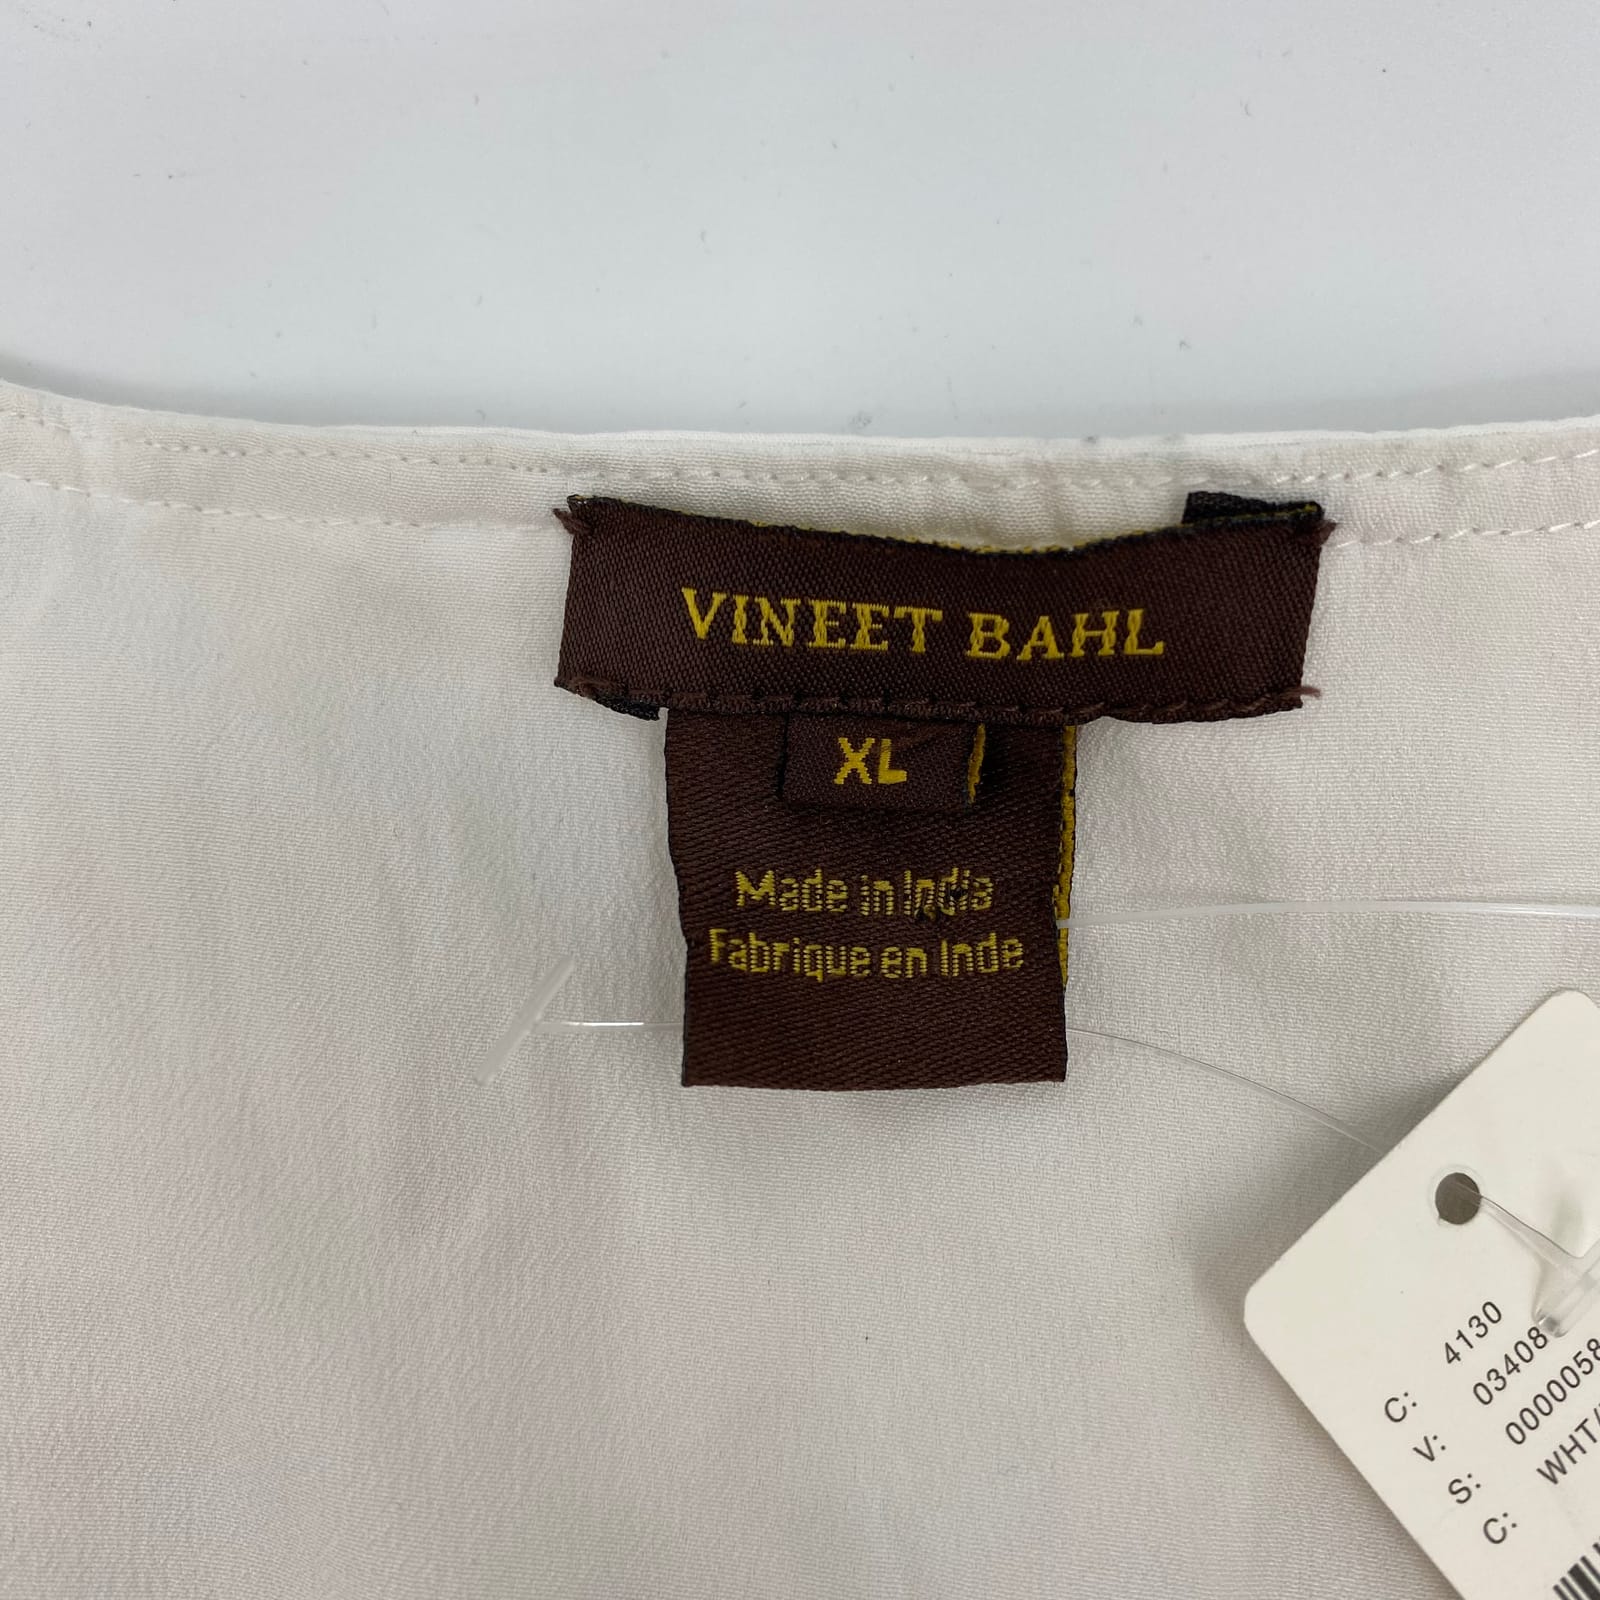 VINEET BAHL
XL
Made in India
Fabrique en Inde
C: 4130
V: 03408
S: 0000058
C: WHT/